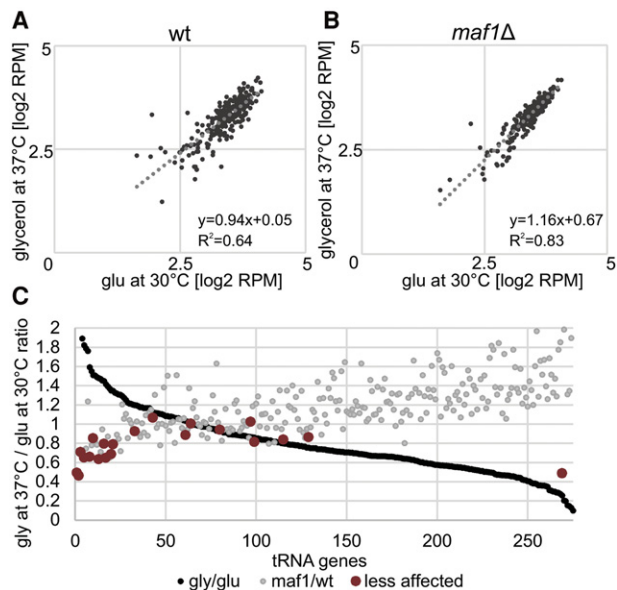 A
wt
5
2.5
0
0
2.5
5
glycerol at 37°C [log2 RPM]
glu at 30°C [log2 RPM]
y=0.94x+0.05
R²=0.64
B
maf1Δ
5
2.5
0
0
2.5
5
glycerol at 37°C [log2 RPM]
glu at 30°C [log2 RPM]
y=1.16x+0.67
R²=0.83
C
gly at 37°C / glu at 30°C ratio
2
1.8
1.6
1.4
1.2
1
0.8
0.6
0.4
0.2
0
0
50
100
150
200
250
tRNA genes
gly/glu
maf1/wt
less affected